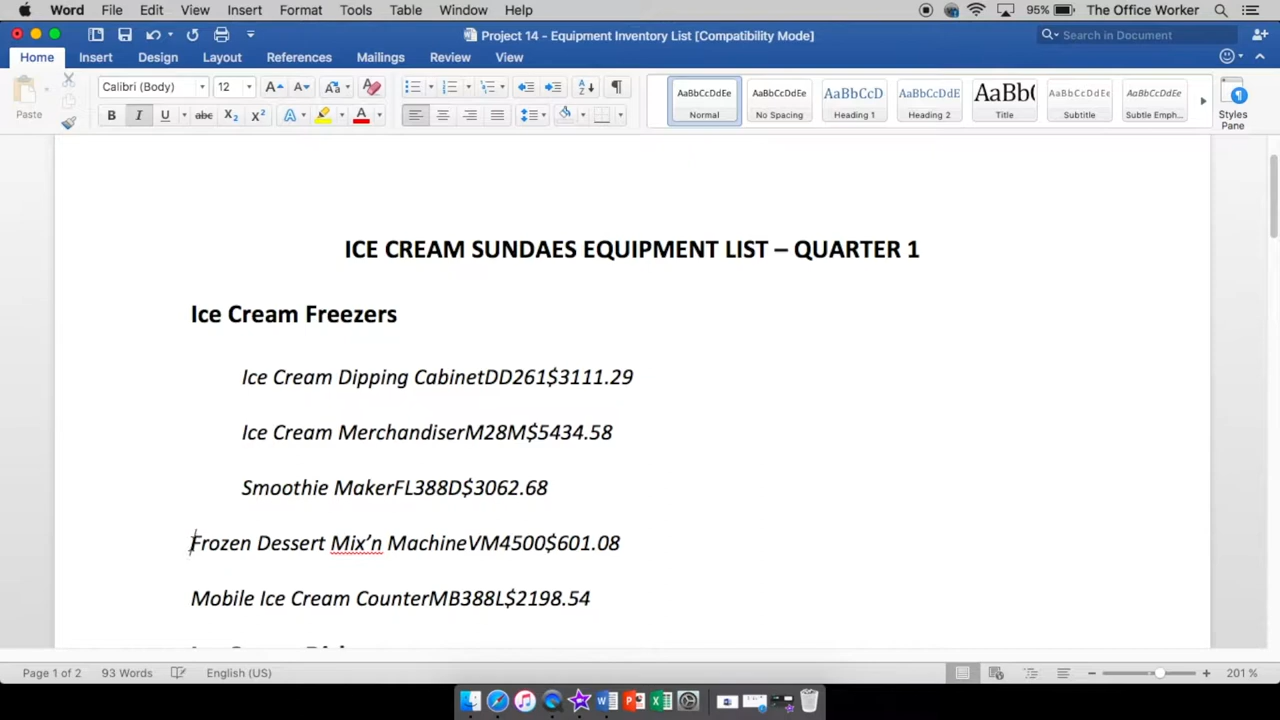 Word File Edit View Insert Format Tools Table Window Help 95% The Office Worker
Project 14 - Equipment Inventory List [Compatibility Mode] Search in Document
Home Insert Design Layout References Mailings Review View
Paste Calibri (Body) 12 AaBbCcDdEe AaBbCcDdEe AaBbCcD AaBbCcDdE AaBb( AaBbCcDdEe AaBbCcDdEe
B I U abc X₂ X² A A Normal No Spacing Heading 1 Heading 2 Title Subtitle Subtle Emph... Styles Pane
ICE CREAM SUNDAES EQUIPMENT LIST – QUARTER 1
Ice Cream Freezers
Ice Cream Dipping CabinetDD261$3111.29
Ice Cream MerchandiserM28M$5434.58
Smoothie MakerFL388D$3062.68
Frozen Dessert Mix’n MachineVM4500$601.08
Mobile Ice Cream CounterMB388L$2198.54
Page 1 of 2 93 Words English (US) 201 %